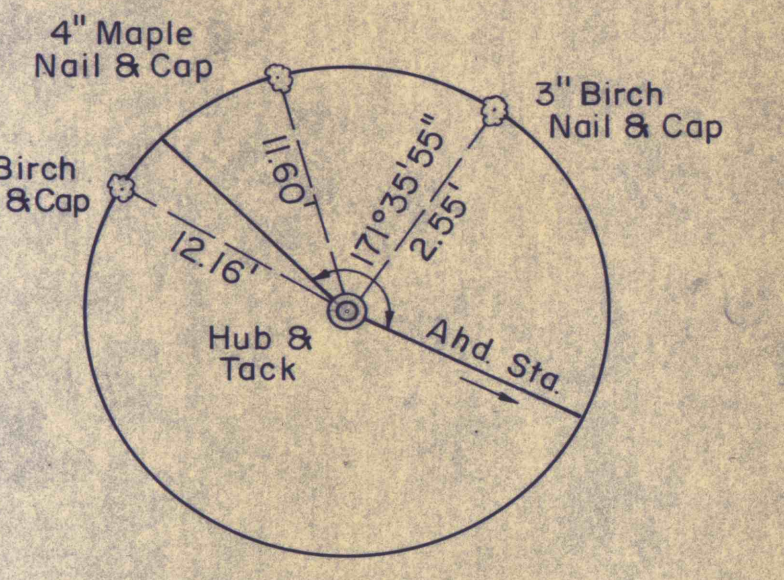 4" Maple
Nail & Cap
3" Birch
Nail & Cap
Birch
& Cap
11.60'
171°35'55"
2.55'
12.16'
Hub &
Tack
Ahd. Sta.